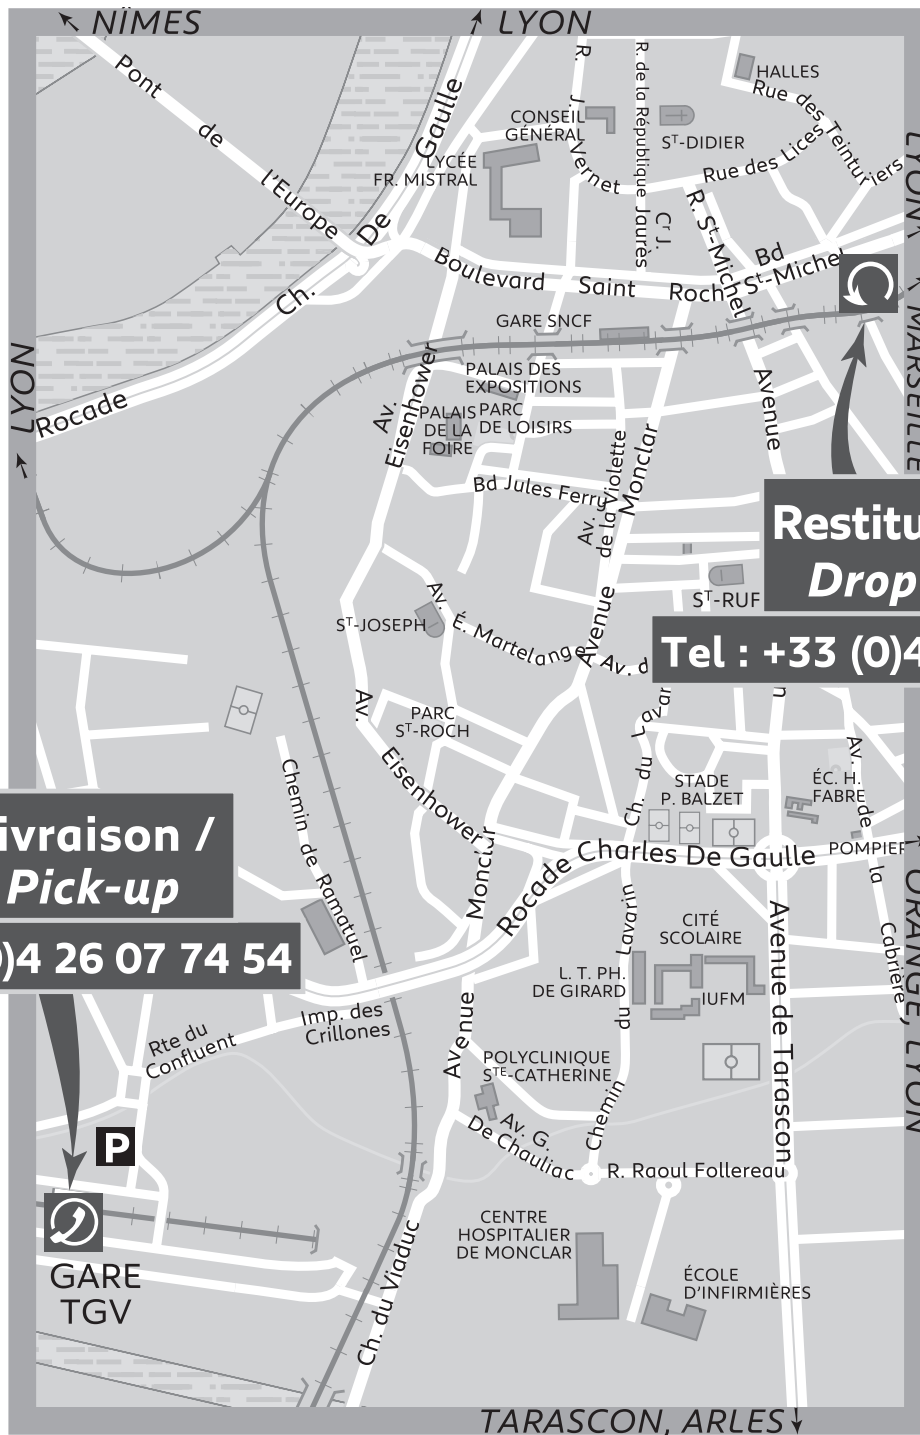 NÎMES
LYON
Pont
de
l'Europe
Ch.
De
Gaulle
LYCÉE
FR. MISTRAL
CONSEIL
GÉNÉRAL
R.
J.
Vernet
R. de la République
Cr J.
Jaurès
ST-DIDIER
HALLES
Rue des Teinturiers
Rue des Lices
R. St-Michel
Bd
St-Michel
Boulevard Saint Roch
GARE SNCF
LYON
Rocade
PALAIS DES
EXPOSITIONS
PALAIS
DE LA
FOIRE
PARC
DE LOISIRS
Av.
Eisenhower
Bd Jules Ferry
Av.
de la Violette
Monclar
Avenue
Avenue
MARSEILLE
LYON
Restitu
Drop
ST-RUF
Tel : +33 (0)4
ST-JOSEPH
Av.
É. Martelange
Avenue
Av. d
n
PARC
ST-ROCH
Av.
Eisenhower
Ch. du Lavar
Chemin de Ramatuel
STADE
P. BALZET
ÉC. H.
FABRE
Av. de la Cabrière
POMPIER
ivraison /
Pick-up
)4 26 07 74 54
Monclar
Rocade
Charles De Gaulle
CITÉ
SCOLAIRE
L. T. PH.
DE GIRARD
IUFM
Chemin du Lavarin
Avenue de Tarascon
ORANGE, LYON
Rte du
Confluent
Imp. des
Crillones
Avenue
POLYCLINIQUE
STE-CATHERINE
Av. G.
De Chauliac
R. Raoul Follereau
P
GARE
TGV
CENTRE
HOSPITALIER
DE MONCLAR
ÉCOLE
D'INFIRMIÈRES
Ch. du Viaduc
TARASCON, ARLES